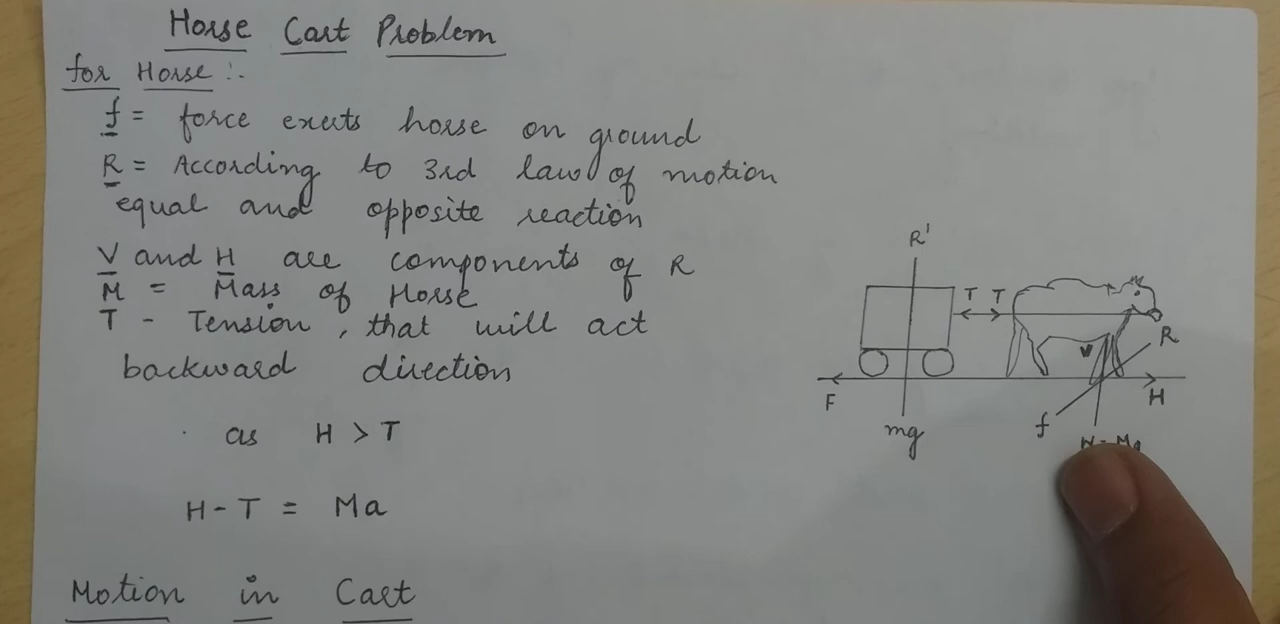 Horse Cart Problem
for Horse :-
f = force exerts horse on ground
R = According to 3rd law of motion
equal and opposite reaction
V and H are components of R
M = Mass of Horse
T - Tension, that will act
backward direction
as H > T
H - T = Ma
Motion in Cart
R'
T T
R
V
F
H
f
mg